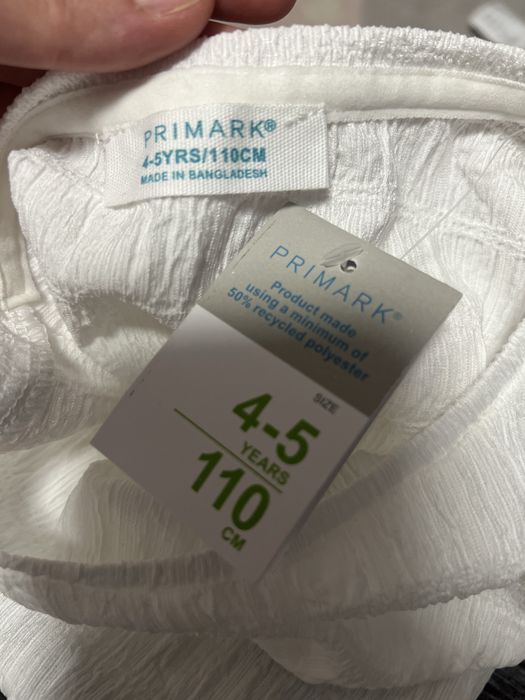 PRIMARK®
4-5YRS/110CM
MADE IN BANGLADESH
PRIMARK®
Product made
using a minimum of
50% recycled polyester
SIZE
4-5
YEARS
110
CM